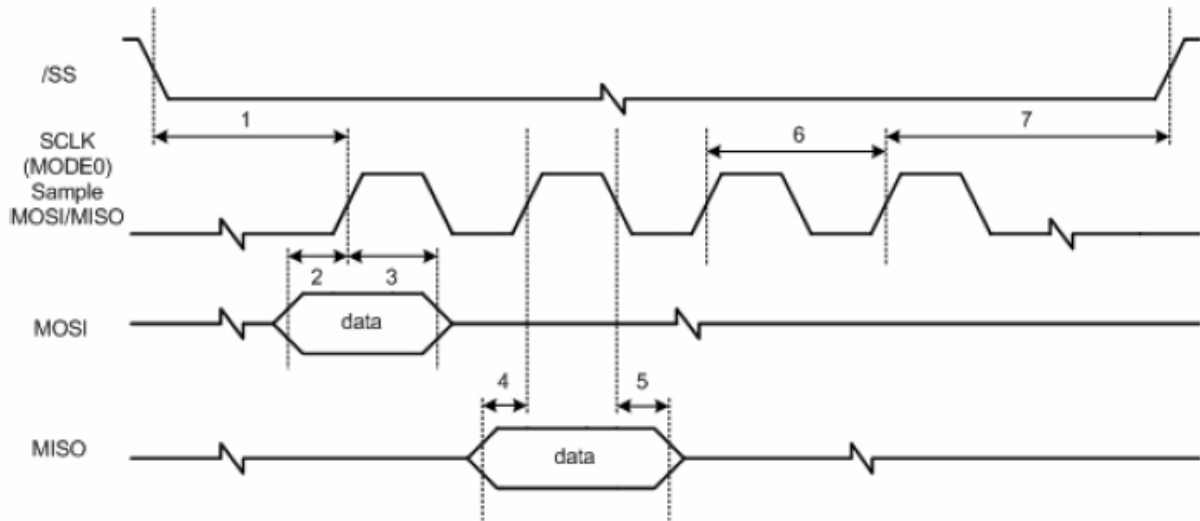 /SS
1
7
6
SCLK
(MODE0)
Sample
MOSI/MISO
2
3
MOSI
data
4
5
MISO
data